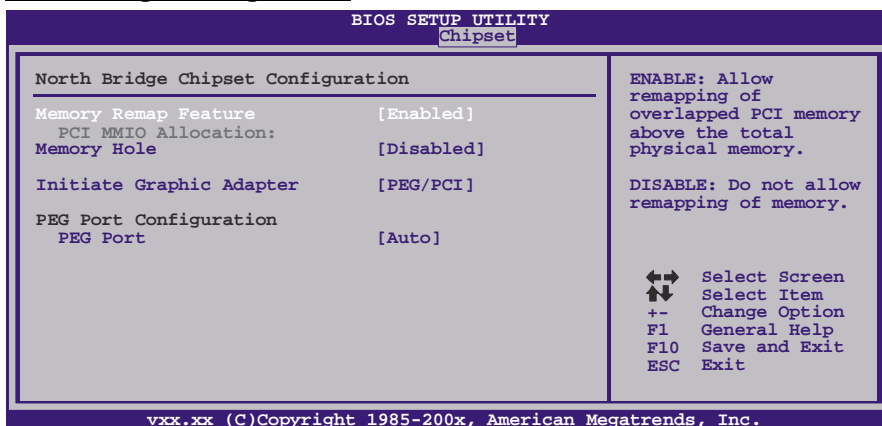 BIOS SETUP UTILITY
Chipset
North Bridge Chipset Configuration
Memory Remap Feature [Enabled]
PCI MMIO Allocation:
Memory Hole [Disabled]
Initiate Graphic Adapter [PEG/PCI]
PEG Port Configuration
PEG Port [Auto]
ENABLE: Allow
remapping of
overlapped PCI memory
above the total
physical memory.
DISABLE: Do not allow
remapping of memory.
Select Screen
Select Item
+- Change Option
F1 General Help
F10 Save and Exit
ESC Exit
vxx.xx (C)Copyright 1985-200x, American Megatrends, Inc.